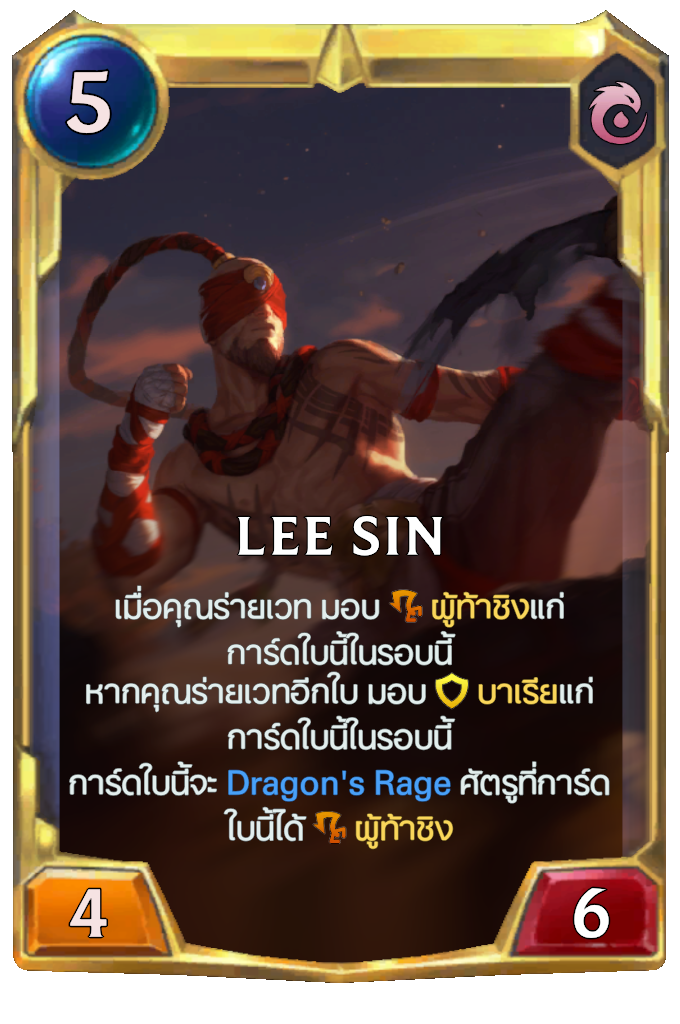 5
LEE SIN
เมื่อคุณร่ายเวท มอบ ผู้ท้าชิงแก่
การ์ดใบนี้ในรอบนี้
หากคุณร่ายเวทอีกใบ มอบ บาเรียแก่
การ์ดใบนี้ในรอบนี้
การ์ดใบนี้จะ Dragon's Rage ศัตรูที่การ์ด
ใบนี้ได้ ผู้ท้าชิง
4
6